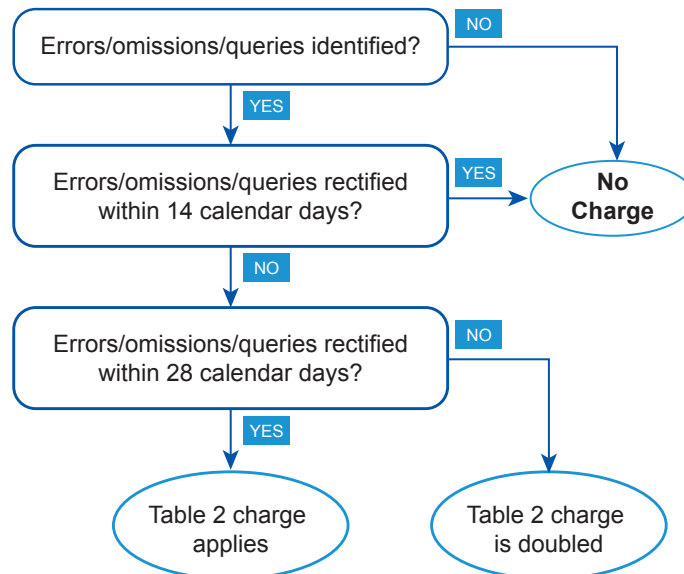 Errors/omissions/queries identified?
NO
YES
Errors/omissions/queries rectified
within 14 calendar days?
YES
No
Charge
NO
Errors/omissions/queries rectified
within 28 calendar days?
NO
YES
Table 2 charge
applies
Table 2 charge
is doubled